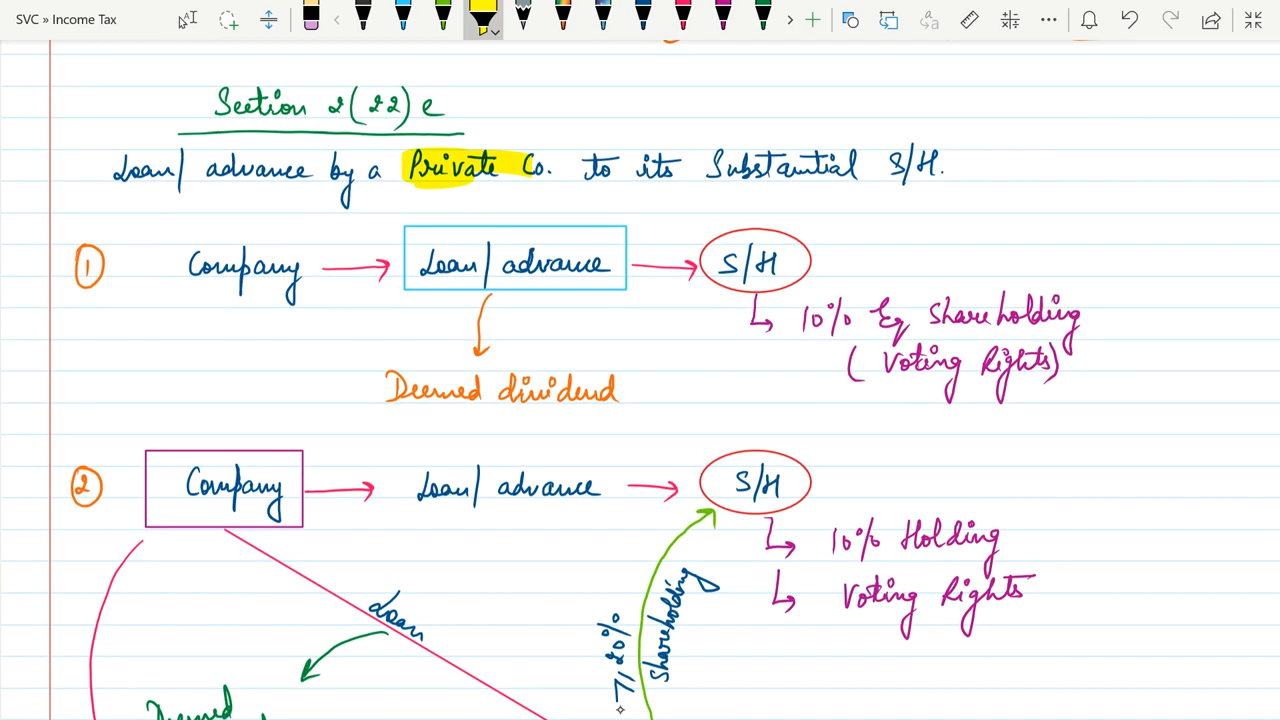 SVC » Income Tax
Section 2(22) e
Loan/ advance by a Private Co. to its Substantial S/H.
① Company → Loan/ advance → S/H
10% Eq Shareholding
(Voting Rights)
Deemed dividend
② Company → Loan/ advance → S/H
10% Holding
Voting Rights
Loan
20%
Shareholding
Deemed